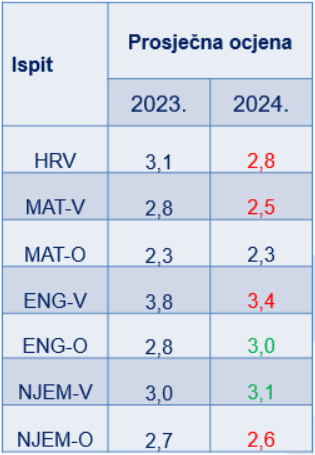 Ispit Prosječna ocjena
2023. 2024.
HRV 3,1 2,8
MAT-V 2,8 2,5
MAT-O 2,3 2,3
ENG-V 3,8 3,4
ENG-O 2,8 3,0
NJEM-V 3,0 3,1
NJEM-O 2,7 2,6